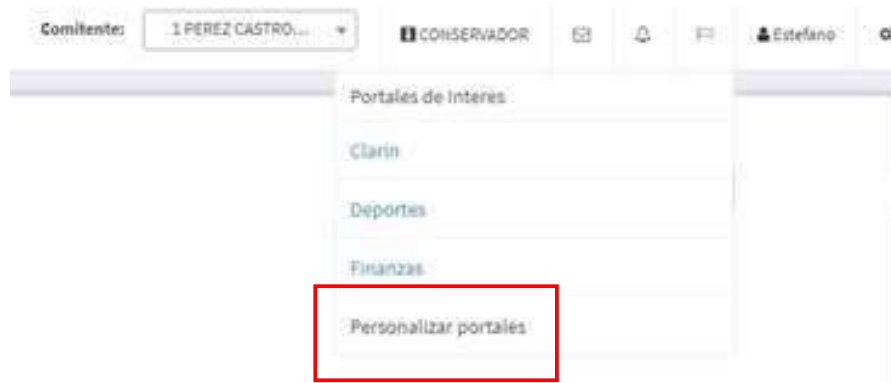 Comitente: 1 PEREZ CASTRO... CONSERVADOR Estefano
Portales de Interes
Clarin
Deportes
Finanzas
Personalizar portales